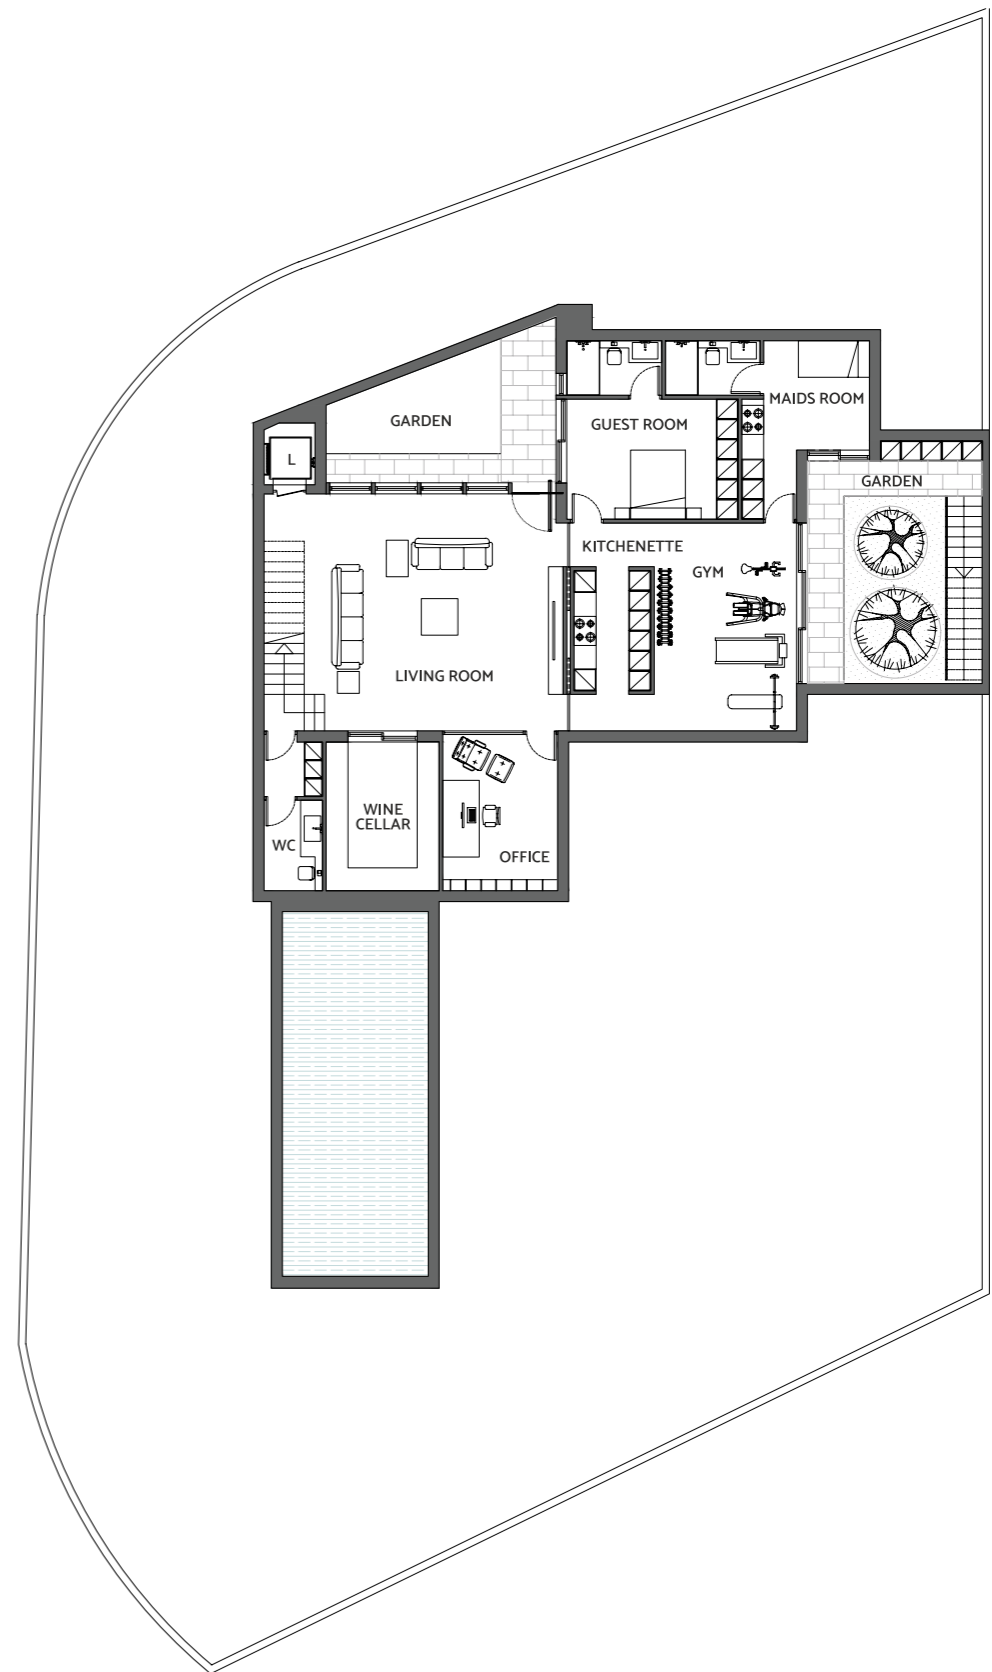 MAIDS ROOM
GARDEN
GUEST ROOM
L
GARDEN
KITCHENETTE
GYM
LIVING ROOM
WINE
CELLAR
WC
OFFICE